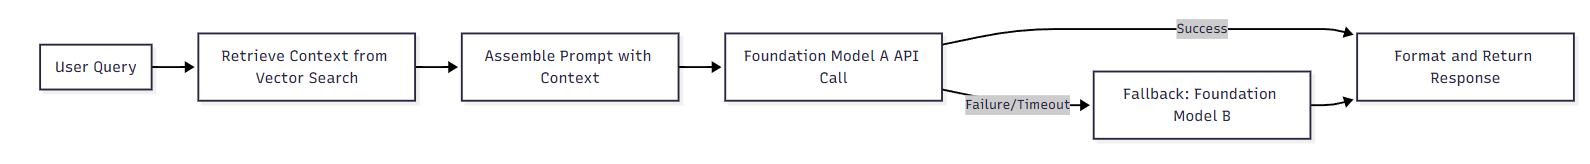 User Query
Retrieve Context from
Vector Search
Assemble Prompt with
Context
Foundation Model A API
Call
Success
Failure/Timeout
Fallback: Foundation
Model B
Format and Return
Response